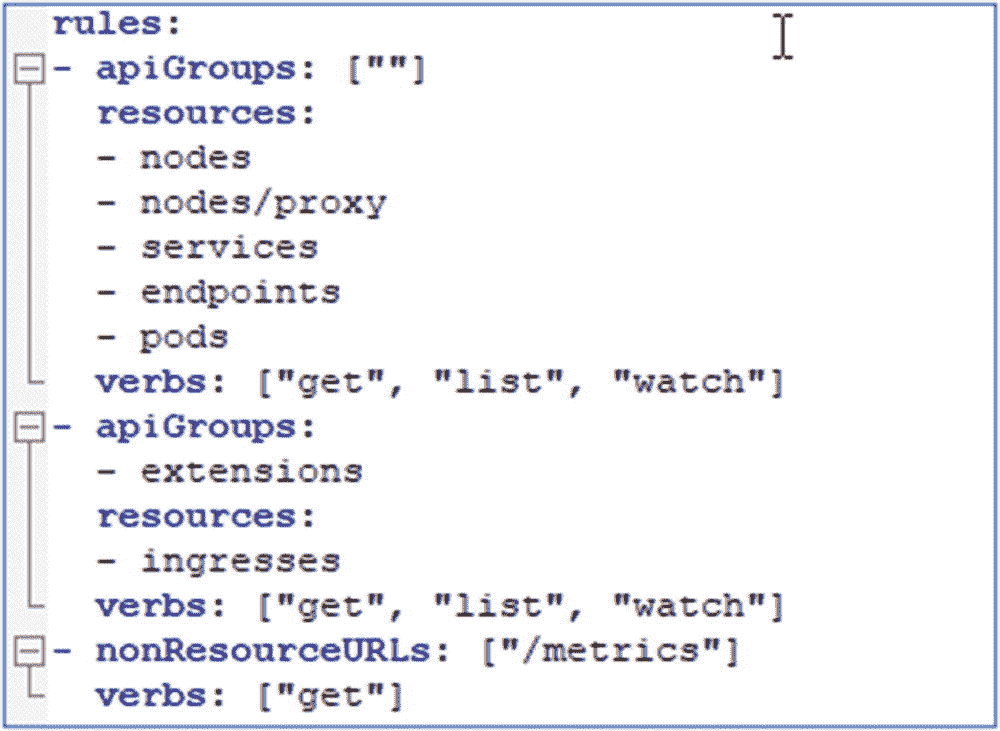 rules:
- apiGroups: [""]
  resources:
  - nodes
  - nodes/proxy
  - services
  - endpoints
  - pods
  verbs: ["get", "list", "watch"]
- apiGroups:
  - extensions
  resources:
  - ingresses
  verbs: ["get", "list", "watch"]
- nonResourceURLs: ["/metrics"]
  verbs: ["get"]